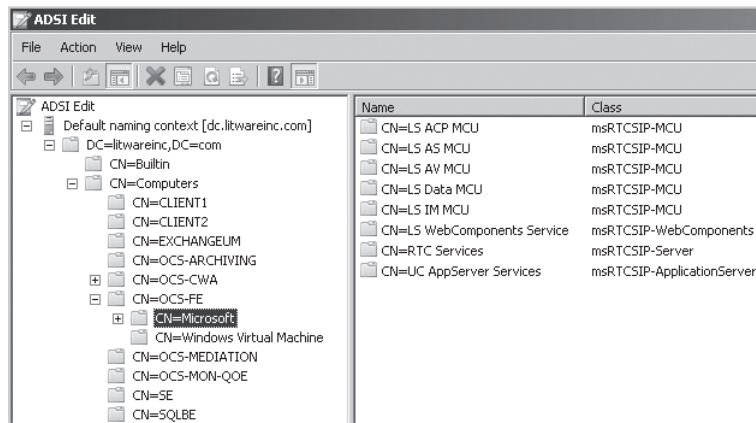 ADSI Edit
File Action View Help
ADSI Edit
Default naming context [dc.litwareinc.com]
DC=litwareinc,DC=com
CN=Builtin
CN=Computers
CN=CLIENT1
CN=CLIENT2
CN=EXCHANGEUM
CN=OCS-ARCHIVING
CN=OCS-CWA
CN=OCS-FE
CN=Microsoft
CN=Windows Virtual Machine
CN=OCS-MEDIATION
CN=OCS-MON-QOE
CN=SE
CN=SQLBE
Name Class
CN=LS ACP MCU msRTCSIP-MCU
CN=LS AS MCU msRTCSIP-MCU
CN=LS AV MCU msRTCSIP-MCU
CN=LS Data MCU msRTCSIP-MCU
CN=LS IM MCU msRTCSIP-MCU
CN=LS WebComponents Service msRTCSIP-WebComponents
CN=RTC Services msRTCSIP-Server
CN=UC AppServer Services msRTCSIP-ApplicationServer